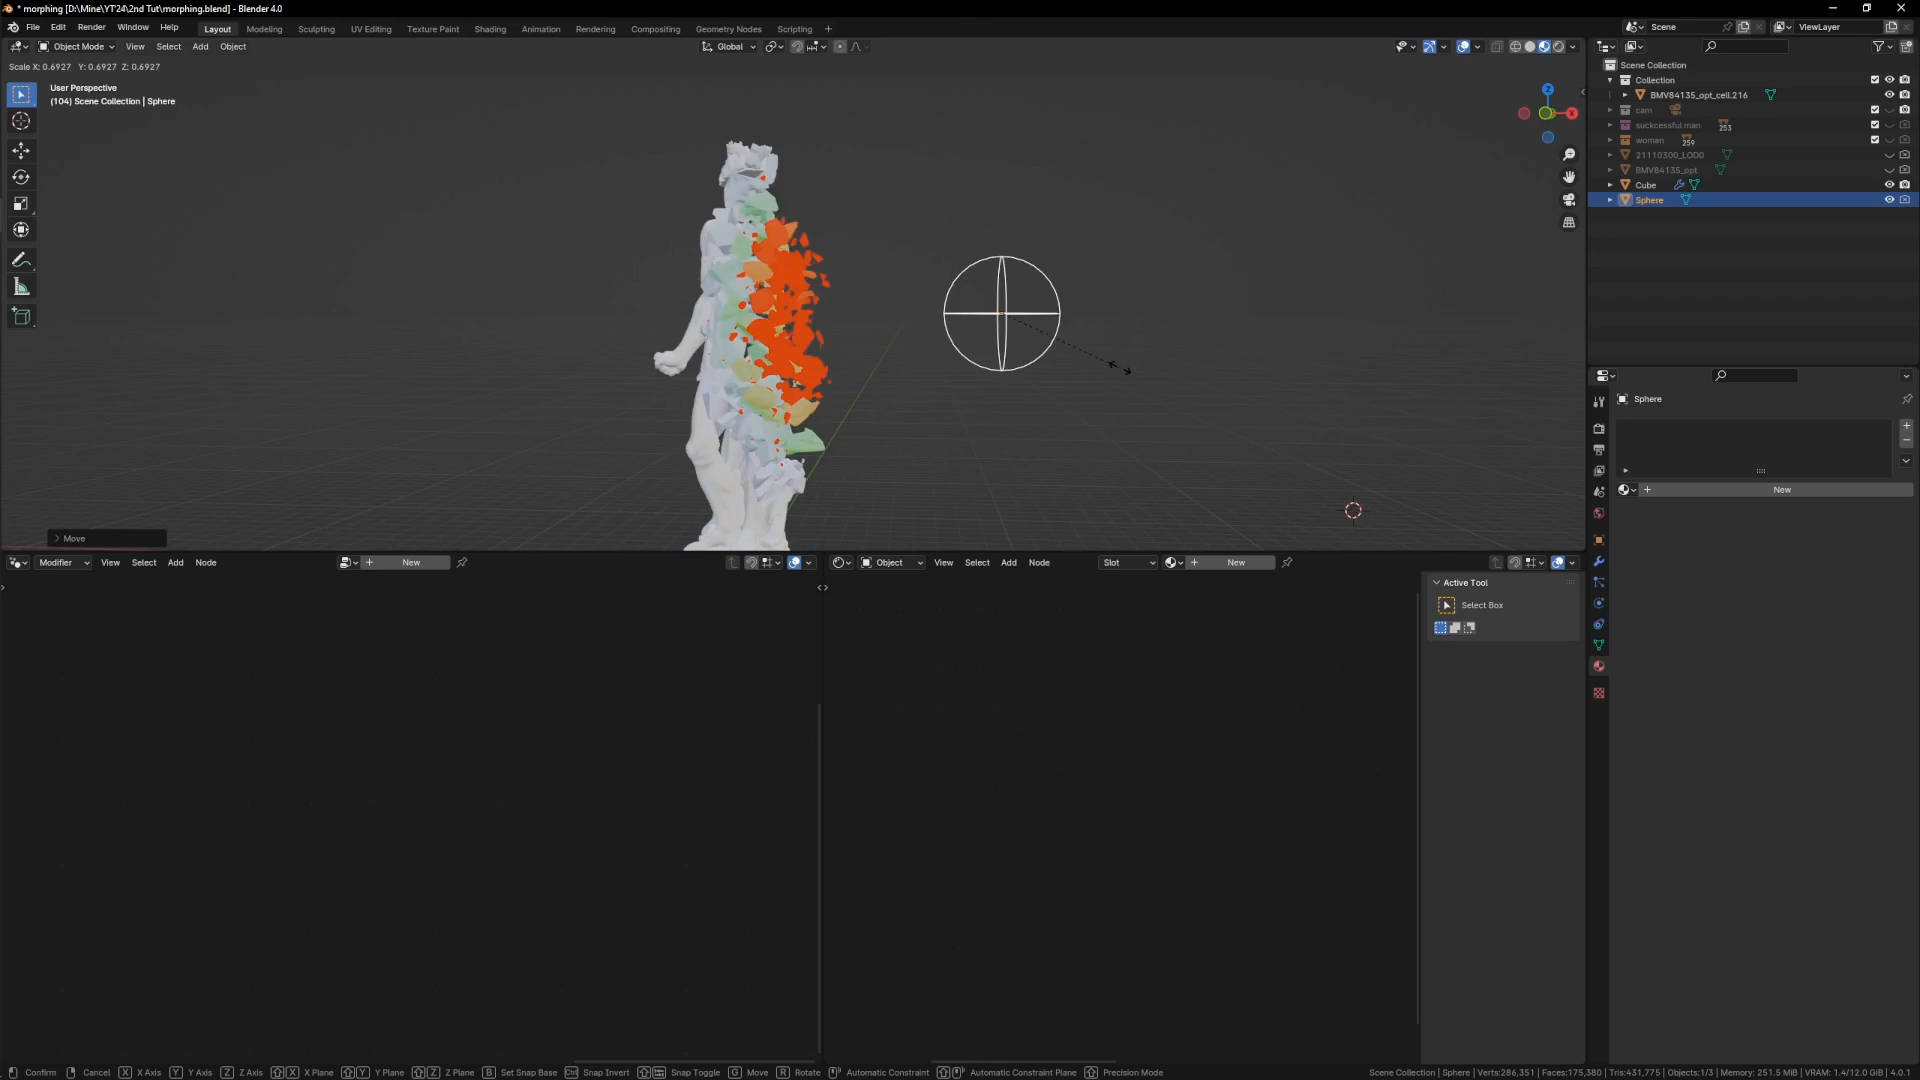 * morphing [D:\Mine\YT'24\2nd Tut\morphing.blend] - Blender 4.0
File Edit Render Window Help Layout Modeling Sculpting UV Editing Texture Paint Shading Animation Rendering Compositing Geometry Nodes Scripting + Scene ViewLayer
Object Mode View Select Add Object Global
Scale X: 0.6927 Y: 0.6927 Z: 0.6927
User Perspective
(104) Scene Collection | Sphere
Z
X
Move
Scene Collection
Collection
BMV84135_opt_cell.216
cam
suckcessful man 253
woman 259
21110300_LOD0
BMV84135_opt
Cube
Sphere
Sphere
+ New
Modifier View Select Add Node + New
Object View Select Add Node Slot + New
Active Tool
Select Box
Confirm Cancel X X Axis Y Y Axis Z Z Axis X X Plane Y Y Plane Z Z Plane B Set Snap Base Ctrl Snap Invert Snap Toggle G Move R Rotate Automatic Constraint Automatic Constraint Plane Precision Mode
Scene Collection | Sphere | Verts:286,351 | Faces:175,380 | Tris:431,775 | Objects:1/3 | Memory: 251.5 MiB | VRAM: 1.4/12.0 GiB | 4.0.1